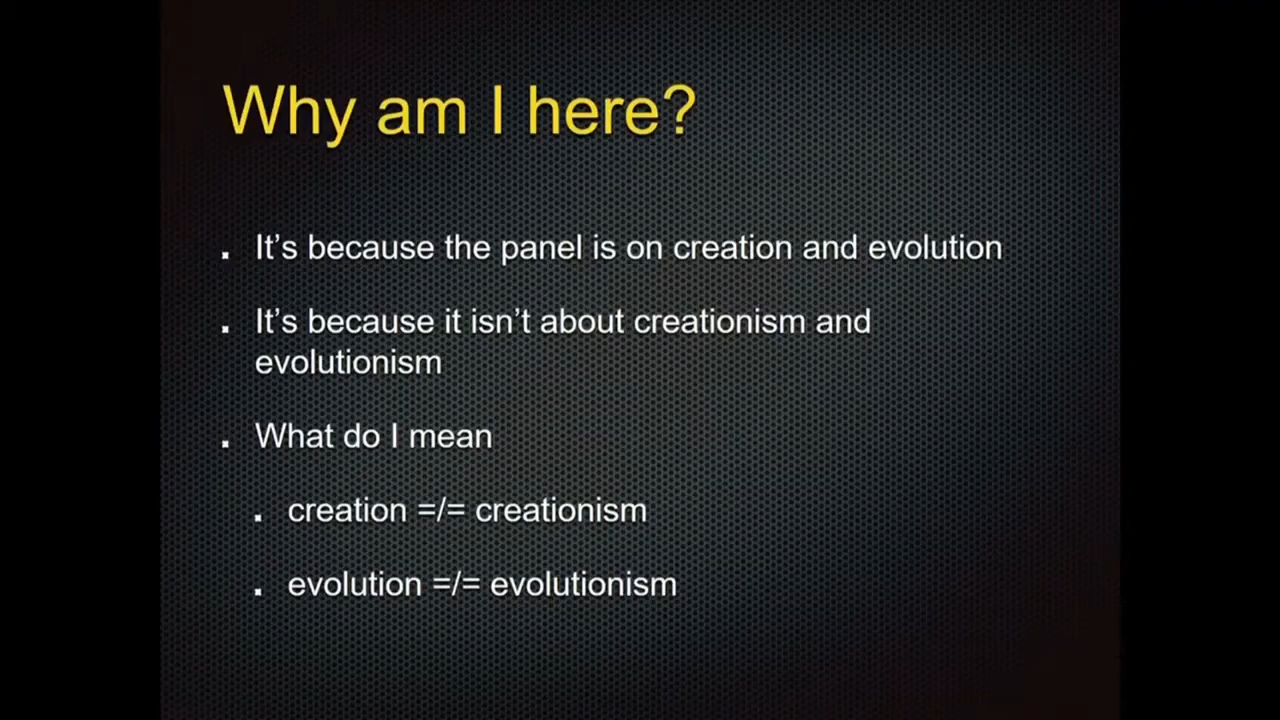 Why am I here?
. It’s because the panel is on creation and evolution
. It’s because it isn’t about creationism and
evolutionism
. What do I mean
. creation =/= creationism
. evolution =/= evolutionism